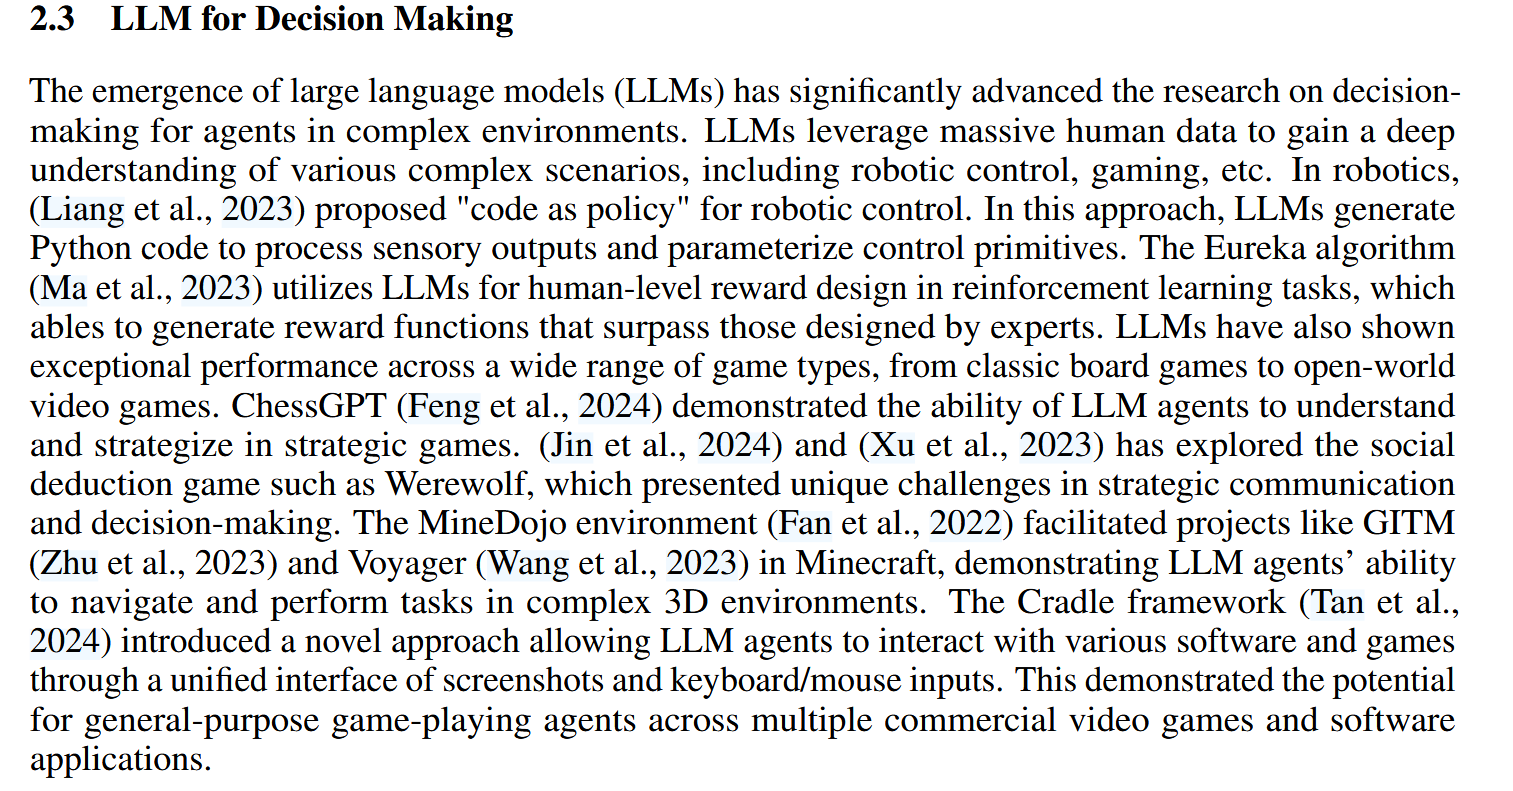 2.3 LLM for Decision Making
The emergence of large language models (LLMs) has significantly advanced the research on decision-
making for agents in complex environments. LLMs leverage massive human data to gain a deep
understanding of various complex scenarios, including robotic control, gaming, etc. In robotics,
(Liang et al., 2023) proposed "code as policy" for robotic control. In this approach, LLMs generate
Python code to process sensory outputs and parameterize control primitives. The Eureka algorithm
(Ma et al., 2023) utilizes LLMs for human-level reward design in reinforcement learning tasks, which
ables to generate reward functions that surpass those designed by experts. LLMs have also shown
exceptional performance across a wide range of game types, from classic board games to open-world
video games. ChessGPT (Feng et al., 2024) demonstrated the ability of LLM agents to understand
and strategize in strategic games. (Jin et al., 2024) and (Xu et al., 2023) has explored the social
deduction game such as Werewolf, which presented unique challenges in strategic communication
and decision-making. The MineDojo environment (Fan et al., 2022) facilitated projects like GITM
(Zhu et al., 2023) and Voyager (Wang et al., 2023) in Minecraft, demonstrating LLM agents’ ability
to navigate and perform tasks in complex 3D environments. The Cradle framework (Tan et al.,
2024) introduced a novel approach allowing LLM agents to interact with various software and games
through a unified interface of screenshots and keyboard/mouse inputs. This demonstrated the potential
for general-purpose game-playing agents across multiple commercial video games and software
applications.